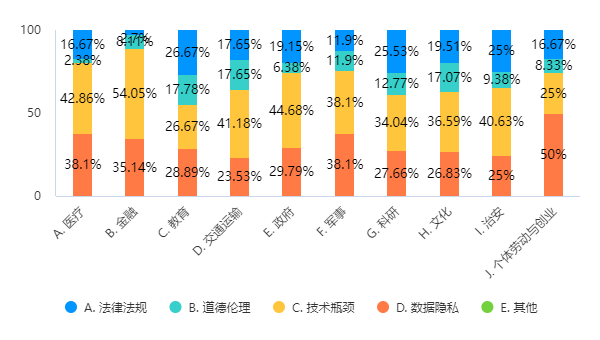 100
50
0
16.67%
2.38%
42.86%
38.1%
2.7%
8.11%
54.05%
35.14%
26.67%
17.78%
26.67%
28.89%
17.65%
17.65%
41.18%
23.53%
19.15%
6.38%
44.68%
29.79%
11.9%
11.9%
38.1%
38.1%
25.53%
12.77%
34.04%
27.66%
19.51%
17.07%
36.59%
26.83%
25%
9.38%
40.63%
25%
16.67%
8.33%
25%
50%
A. 医疗
B. 金融
C. 教育
D. 交通运输
E. 政府
F. 军事
G. 科研
H. 文化
I. 治安
J. 个体劳动与创业
A. 法律法规
B. 道德伦理
C. 技术瓶颈
D. 数据隐私
E. 其他